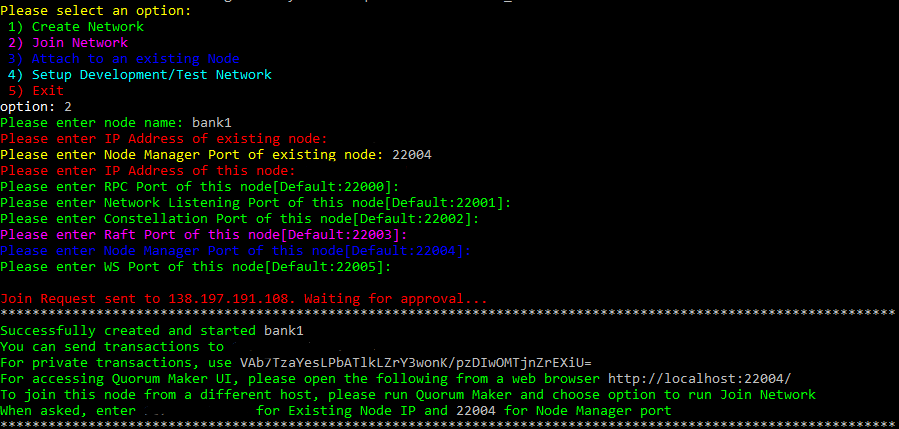 Please select an option:
1) Create Network
2) Join Network
3) Attach to an existing Node
4) Setup Development/Test Network
5) Exit
option: 2
Please enter node name: bank1
Please enter IP Address of existing node:
Please enter Node Manager Port of existing node: 22004
Please enter IP Address of this node:
Please enter RPC Port of this node[Default:22000]:
Please enter Network Listening Port of this node[Default:22001]:
Please enter Constellation Port of this node[Default:22002]:
Please enter Raft Port of this node[Default:22003]:
Please enter Node Manager Port of this node[Default:22004]:
Please enter WS Port of this node[Default:22005]:
Join Request sent to 138.197.191.108. Waiting for approval...
****************************************************************************************************************
Successfully created and started bank1
You can send transactions to
For private transactions, use VAb7TzaYesLPbATlkLZrY3wonK/pzDIwOMTjnZrEXiU=
For accessing Quorum Maker UI, please open the following from a web browser http://localhost:22004/
To join this node from a different host, please run Quorum Maker and choose option to run Join Network
When asked, enter for Existing Node IP and 22004 for Node Manager port
****************************************************************************************************************